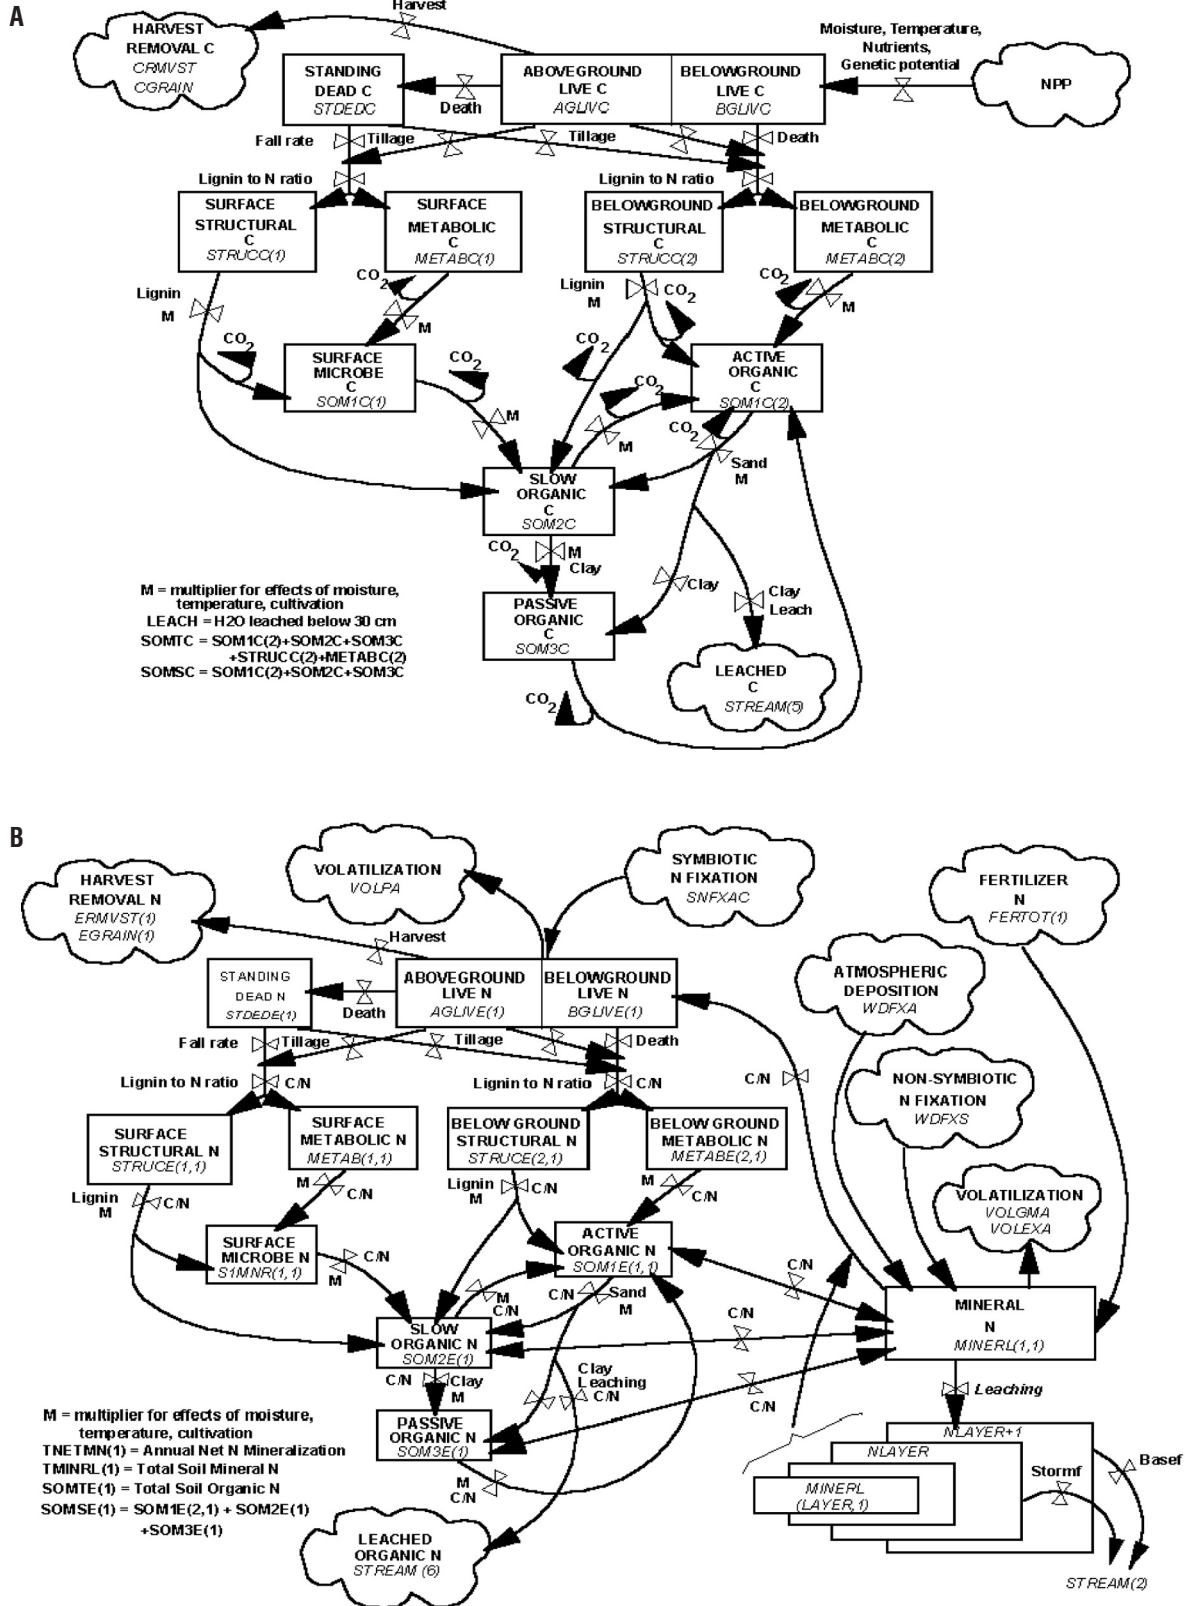 A
HARVEST
REMOVAL C
CRMVST
CGRAIN
Harvest
STANDING
DEAD C
STDEDC
Death
ABOVEGROUND
LIVE C
AGLIVC
BELOWGROUND
LIVE C
BGLIVC
Moisture, Temperature,
Nutrients,
Genetic potential
NPP
Fall rate
Tillage
Tillage
Death
Lignin to N ratio
Lignin to N ratio
SURFACE
STRUCTURAL
C
STRUCC(1)
SURFACE
METABOLIC
C
METABC(1)
BELOWGROUND
STRUCTURAL
C
STRUCC(2)
BELOWGROUND
METABOLIC
C
METABC(2)
Lignin
M
CO2
M
Lignin
M
CO2
CO2
M
CO2
SURFACE
MICROBE
C
SOM1C(1)
CO2
M
CO2
CO2
M
ACTIVE
ORGANIC
C
SOM1C(2)
CO2
Sand
M
SLOW
ORGANIC
C
SOM2C
CO2
M
Clay
Clay
Clay
Leach
PASSIVE
ORGANIC
C
SOM3C
CO2
LEACHED
C
STREAM(5)
M = multiplier for effects of moisture,
temperature, cultivation
LEACH = H2O leached below 30 cm
SOMTC = SOM1C(2)+SOM2C+SOM3C
+STRUCC(2)+METABC(2)
SOMSC = SOM1C(2)+SOM2C+SOM3C
B
HARVEST
REMOVAL N
ERMVST(1)
EGRAIN(1)
VOLATILIZATION
VOLPA
SYMBIOTIC
N FIXATION
SNFXAC
FERTILIZER
N
FERTOT(1)
Harvest
STANDING
DEAD N
STDEDE(1)
Death
ABOVEGROUND
LIVE N
AGLIVE(1)
BELOWGROUND
LIVE N
BGLIVE(1)
ATMOSPHERIC
DEPOSITION
WDFXA
Fall rate
Tillage
Tillage
Death
Lignin to N ratio
C/N
Lignin to N ratio
C/N
C/N
NON-SYMBIOTIC
N FIXATION
WDFXS
SURFACE
STRUCTURAL N
STRUCE(1,1)
SURFACE
METABOLIC N
METAB(1,1)
BELOW GROUND
STRUCTURAL N
STRUCE(2,1)
BELOW GROUND
METABOLIC N
METABE(2,1)
VOLATILIZATION
VOLGMA
VOLEXA
Lignin
M
C/N
M
C/N
Lignin
M
C/N
M
C/N
SURFACE
MICROBE N
S1MNR(1,1)
C/N
M
ACTIVE
ORGANIC N
SOM1E(1,1)
M
C/N
C/N
Sand
M
C/N
C/N
C/N
MINERAL
N
MINERL(1,1)
SLOW
ORGANIC N
SOM2E(1)
C/N
Clay
M
Clay
Leaching
C/N
Leaching
PASSIVE
ORGANIC N
SOM3E(1)
M
C/N
NLAYER+1
NLAYER
MINERL
(LAYER,1)
Stormf
Basef
STREAM(2)
LEACHED
ORGANIC N
STREAM (6)
M = multiplier for effects of moisture,
temperature, cultivation
TNETMN(1) = Annual Net N Mineralization
TMINRL(1) = Total Soil Mineral N
SOMTE(1) = Total Soil Organic N
SOMSE(1) = SOM1E(2,1) + SOM2E(1)
+SOM3E(1)